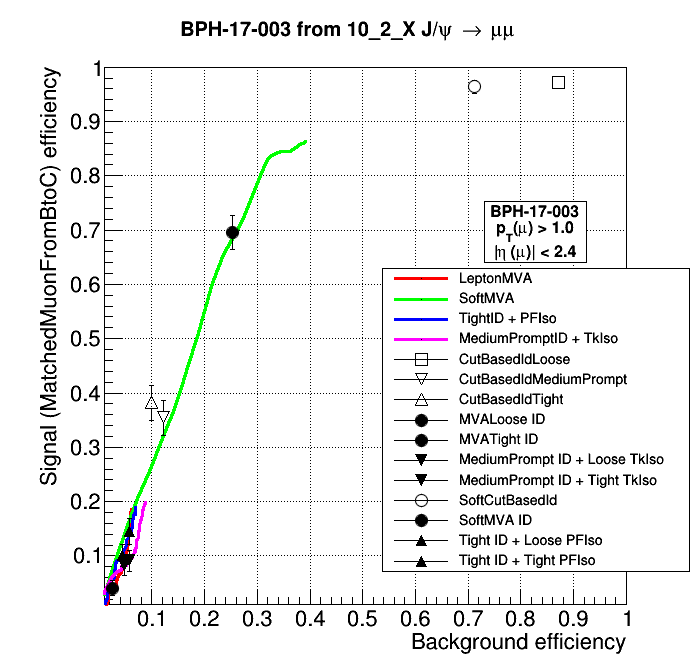 BPH-17-003 from 10_2_X J/ψ → μμ
Signal (MatchedMuonFromBtoC) efficiency
1
0.9
0.8
0.7
0.6
0.5
0.4
0.3
0.2
0.1
BPH-17-003
pT(μ) > 1.0
|η (μ)| < 2.4
LeptonMVA
SoftMVA
TightID + PFIso
MediumPromptID + TkIso
CutBasedIdLoose
CutBasedIdMediumPrompt
CutBasedIdTight
MVALoose ID
MVATight ID
MediumPrompt ID + Loose TkIso
MediumPrompt ID + Tight TkIso
SoftCutBasedId
SoftMVA ID
Tight ID + Loose PFIso
Tight ID + Tight PFIso
0.1 0.2 0.3 0.4 0.5 0.6 0.7 0.8 0.9 1
Background efficiency